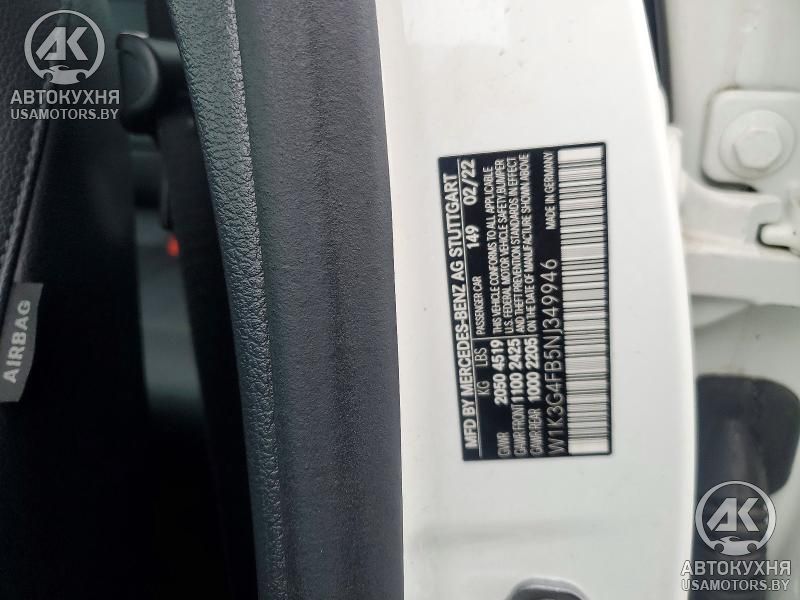 АК
АВТОКУХНЯ
USAMOTORS.BY
AIRBAG
MFD BY MERCEDES-BENZ AG STUTTGART
KG LBS PASSENGER CAR 149 02/22
GVWR 2050 4519 THIS VEHICLE CONFORMS TO ALL APPLICABLE
GAWR FRONT 1100 2425 U.S. FEDERAL MOTOR VEHICLE SAFETY, BUMPER
GAWR REAR 1000 2205 AND THEFT PREVENTION STANDARDS IN EFFECT
ON THE DATE OF MANUFACTURE SHOWN ABOVE
W1K3G4FB5NJ349946 MADE IN GERMANY
АК
АВТОКУХНЯ
USAMOTORS.BY